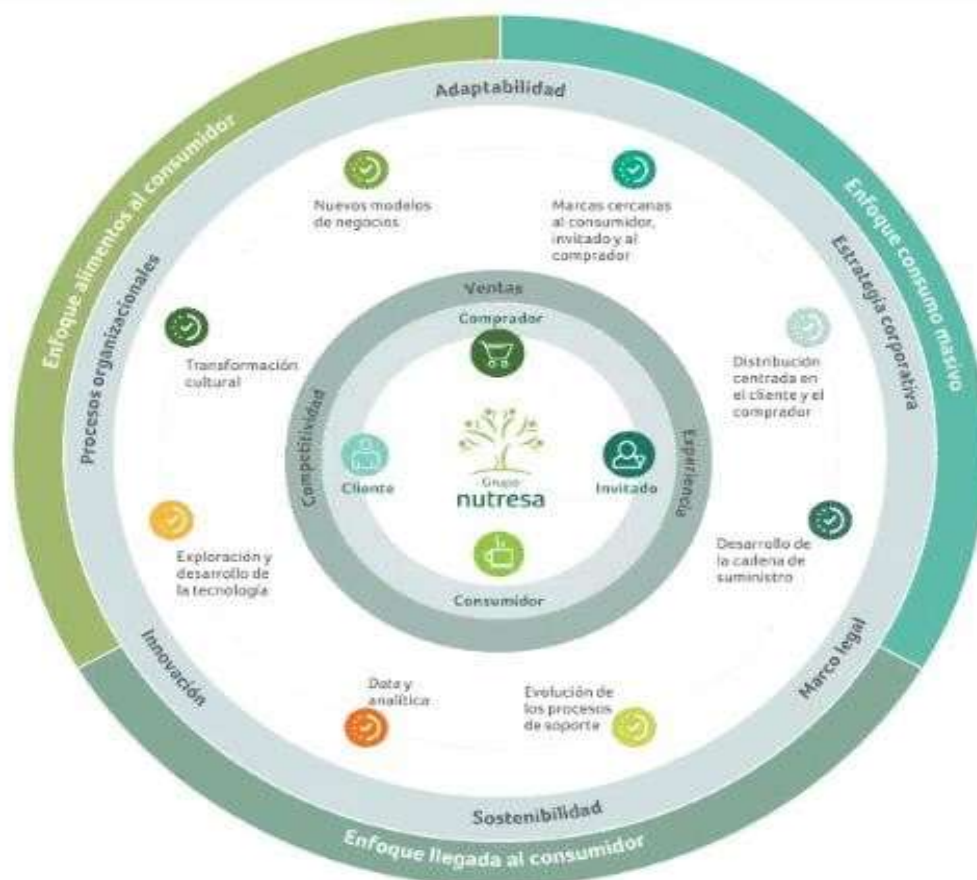 Adaptabilidad
Enfoque alimentos al consumidor
Enfoque consumo masivo
Procesos organizacionales
Estrategía corporativa
Nuevos modelos
de negocios
Marcas cercanas
al consumidor,
invitado y al
comprador
Transformación
cultural
Distribución
centrada en
el cliente y el
comprador
Ventas
Comprador
Competitividad
Experiencia
Cliente
Grupo
nutresa
Invitado
Consumidor
Exploración y
desarrollo de
la tecnología
Desarrollo de
la cadena de
suministro
Innovación
Marco legal
Data y
analítica
Evolución de
los procesos
de soporte
Sostenibilidad
Enfoque llegada al consumidor